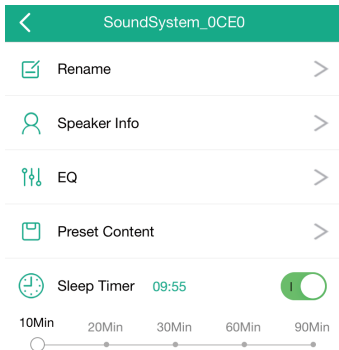 SoundSystem_0CE0
Rename
Speaker Info
EQ
Preset Content
Sleep Timer 09:55
10Min 20Min 30Min 60Min 90Min